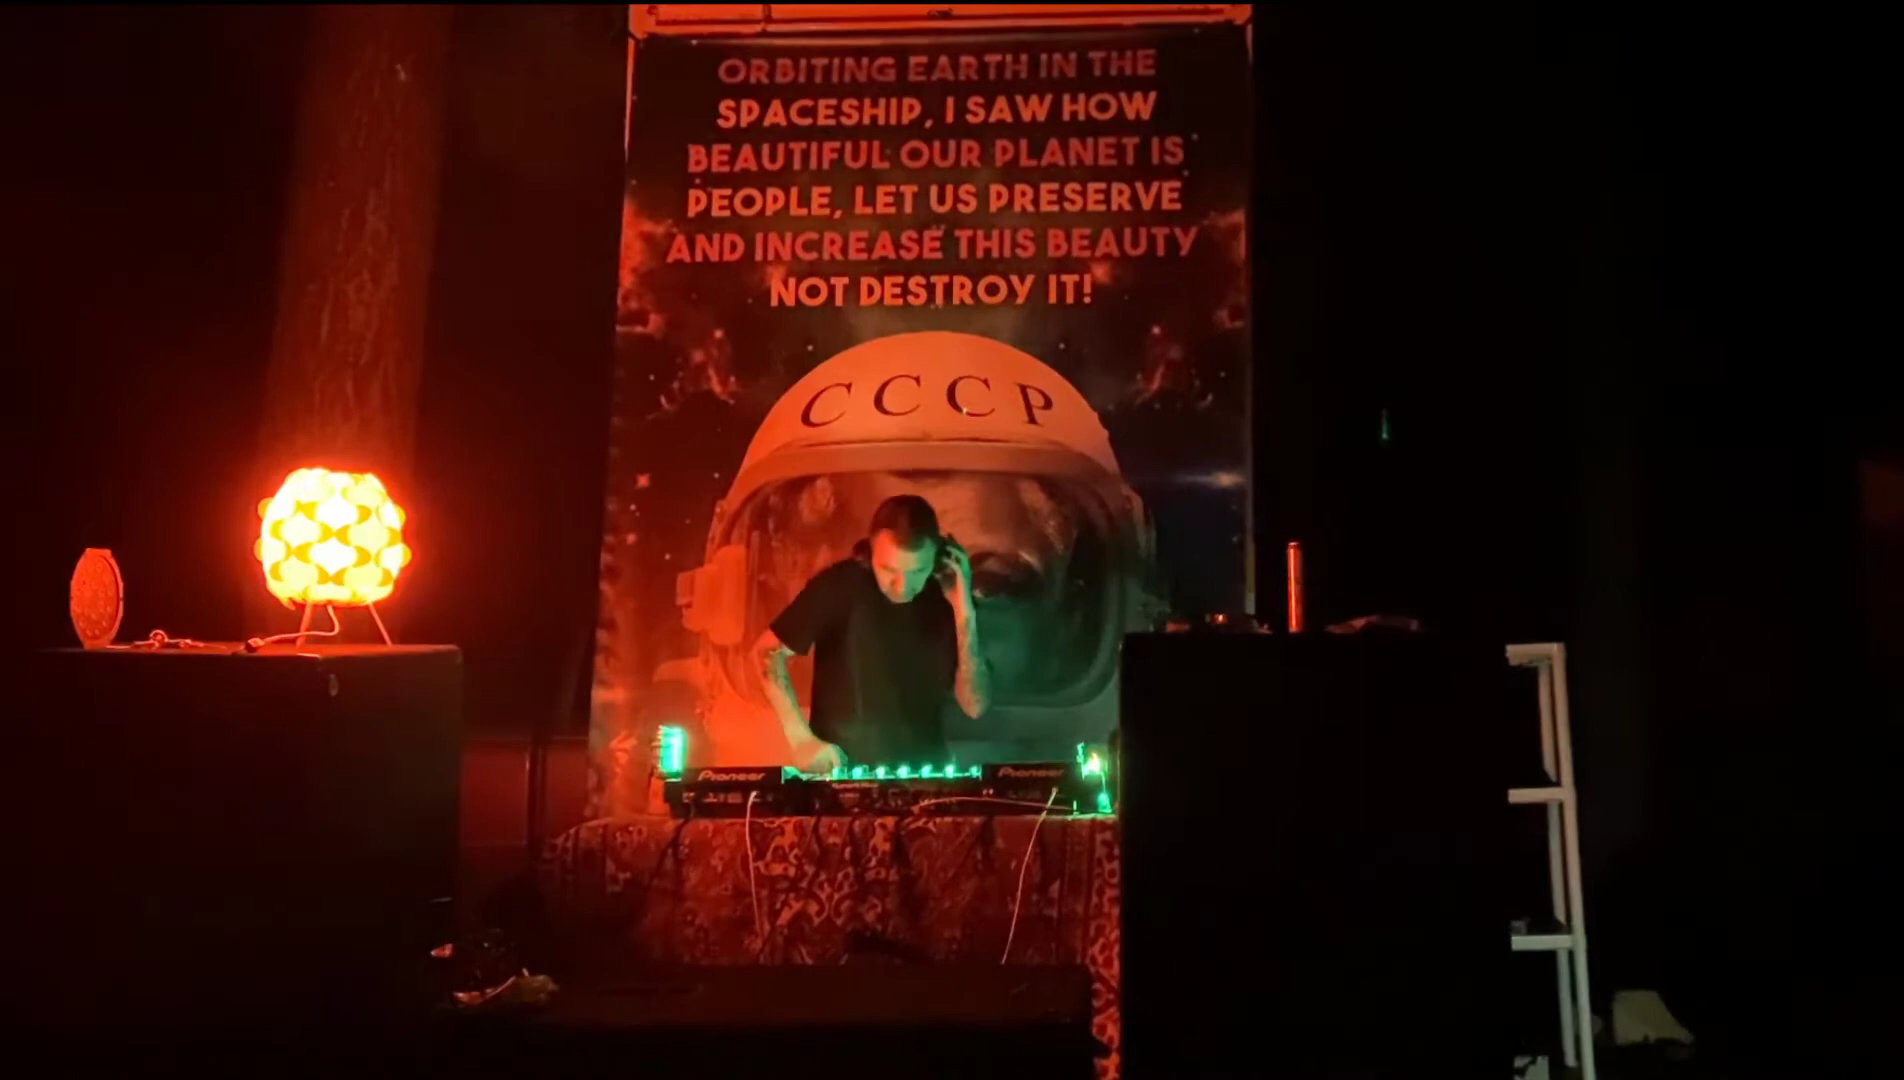 ORBITING EARTH IN THE
SPACESHIP, I SAW HOW
BEAUTIFUL OUR PLANET IS
PEOPLE, LET US PRESERVE
AND INCREASE THIS BEAUTY
NOT DESTROY IT!
СССР
Pioneer Pioneer